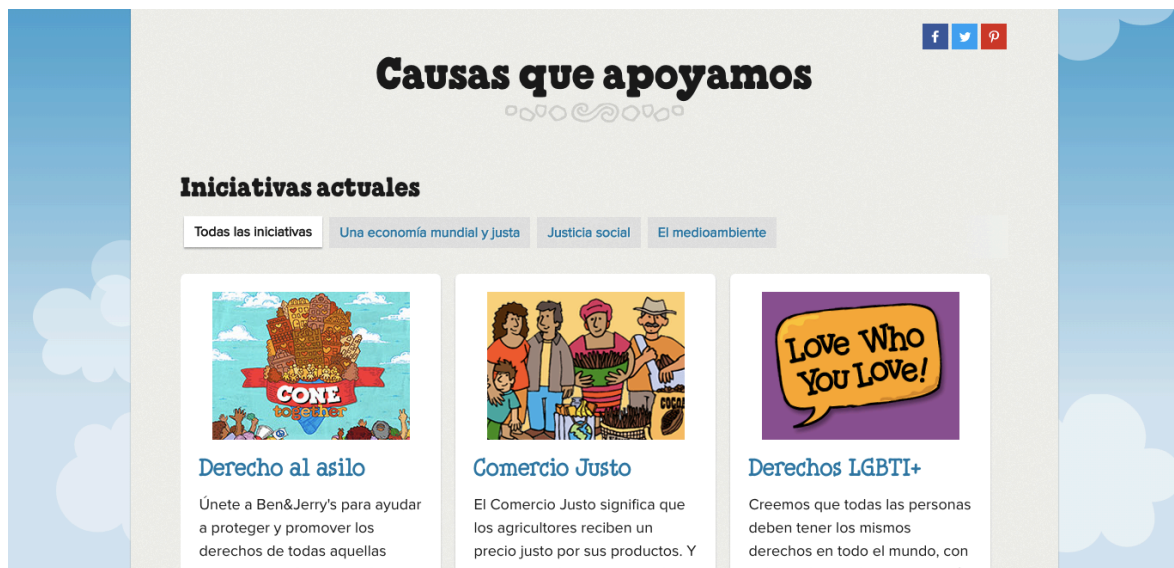 Causas que apoyamos
Iniciativas actuales
Todas las iniciativas
Una economía mundial y justa
Justicia social
El medioambiente
CONE
together
Derecho al asilo
Únete a Ben&Jerry's para ayudar
a proteger y promover los
derechos de todas aquellas
COCOA
Comercio Justo
El Comercio Justo significa que
los agricultores reciben un
precio justo por sus productos. Y
Love Who
You Love!
Derechos LGBTI+
Creemos que todas las personas
deben tener los mismos
derechos en todo el mundo, con